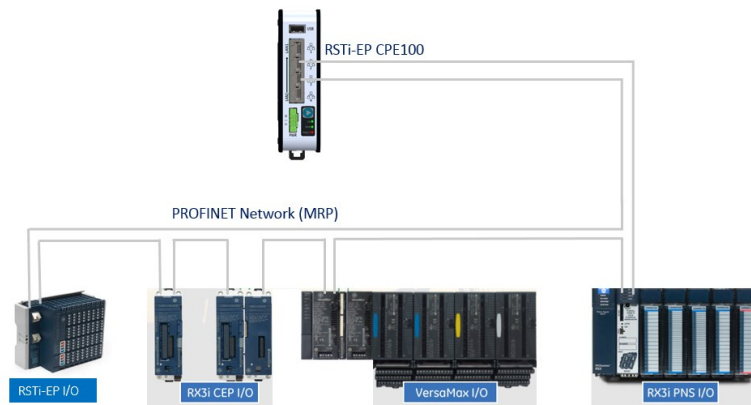 RSTi-EP CPE100
PROFINET Network (MRP)
RSTi-EP I/O
RX3i CEP I/O
VersaMax I/O
RX3i PNS I/O